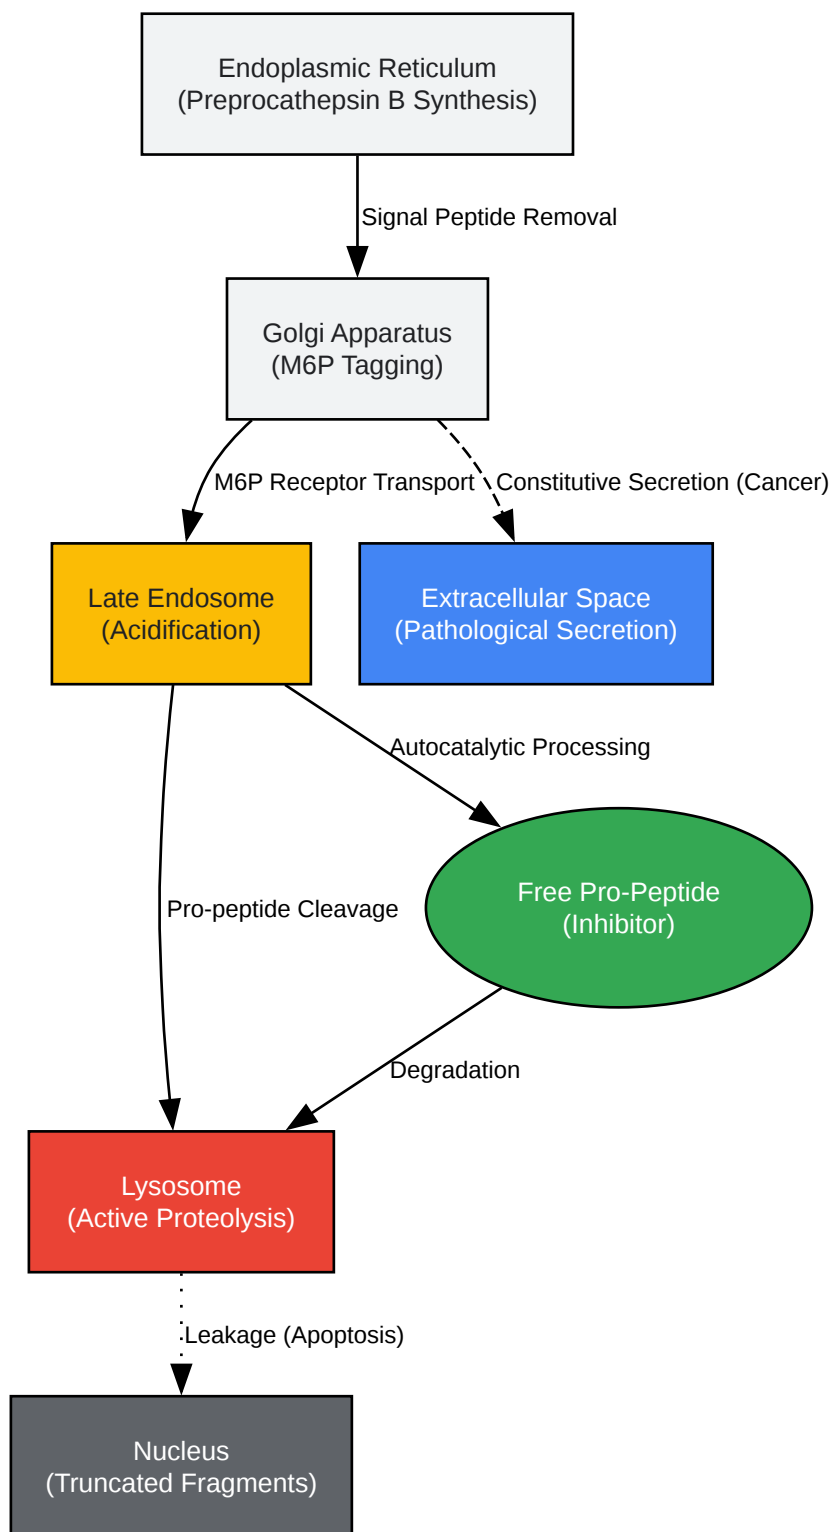 Endoplasmic Reticulum
(Preprocathepsin B Synthesis)
Signal Peptide Removal
Golgi Apparatus
(M6P Tagging)
M6P Receptor Transport
Constitutive Secretion (Cancer)
Late Endosome
(Acidification)
Extracellular Space
(Pathological Secretion)
Autocatalytic Processing
Free Pro-Peptide
(Inhibitor)
Pro-peptide Cleavage
Degradation
Lysosome
(Active Proteolysis)
Leakage (Apoptosis)
Nucleus
(Truncated Fragments)